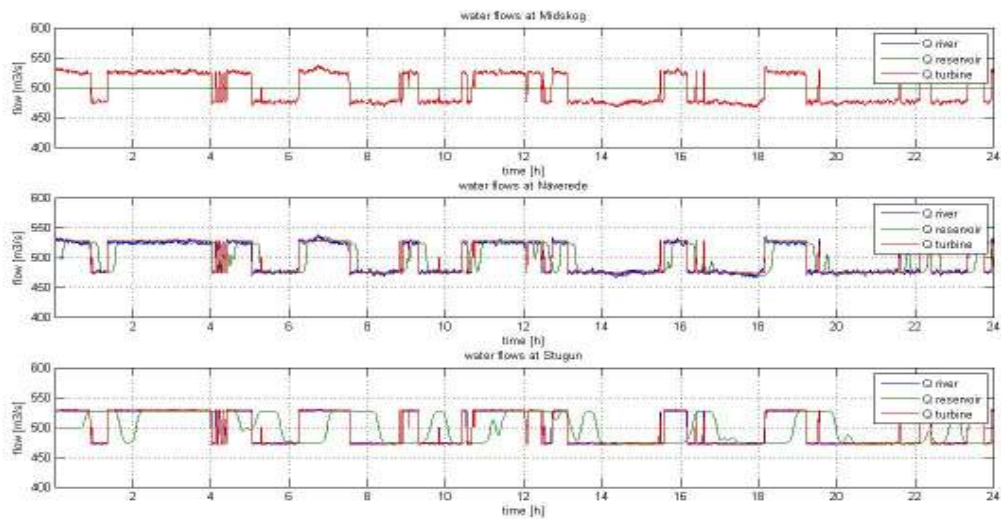 water flows at Midskog
600
550
500
450
400
flow [m3/s]
Q river
Q reservoir
Q turbine
2 4 6 8 10 12 14 16 18 20 22 24
time [h]
water flows at Näverede
600
550
500
450
400
flow [m3/s]
Q river
Q reservoir
Q turbine
2 4 6 8 10 12 14 16 18 20 22 24
time [h]
water flows at Stugun
600
550
500
450
400
flow [m3/s]
Q river
Q reservoir
Q turbine
2 4 6 8 10 12 14 16 18 20 22 24
time [h]